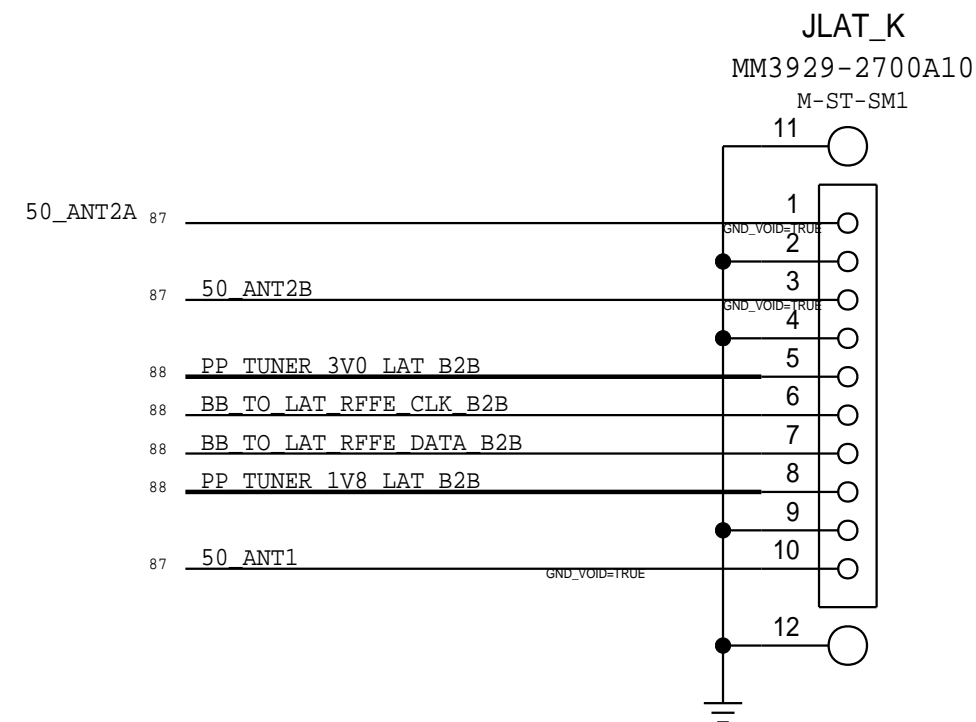 JLAT_K
MM3929-2700A10
M-ST-SM1
11
50_ANT2A 87 1
GND_VOID=TRUE
2
87 50_ANT2B 3
GND_VOID=TRUE
4
88 PP_TUNER_3V0_LAT_B2B 5
88 BB_TO_LAT_RFFE_CLK_B2B 6
88 BB_TO_LAT_RFFE_DATA_B2B 7
88 PP_TUNER_1V8_LAT_B2B 8
9
87 50_ANT1 10
GND_VOID=TRUE
12